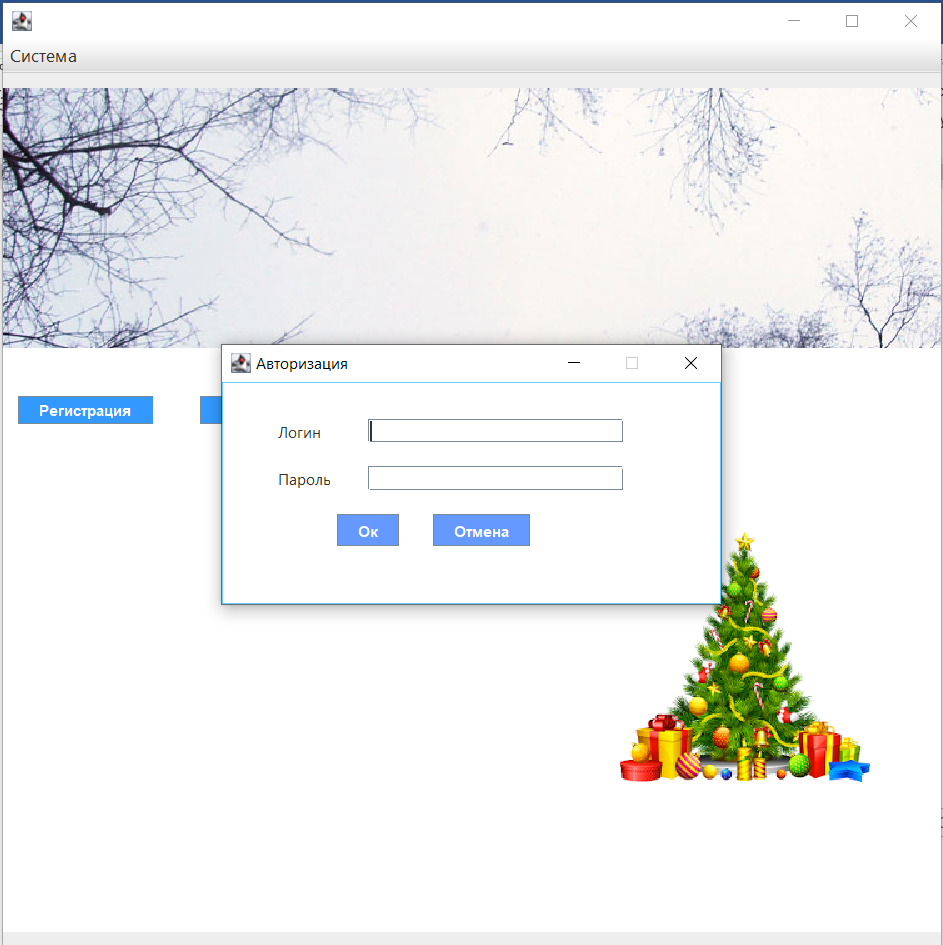 Система
Авторизация
Регистрация
Логин
Пароль
Ок
Отмена